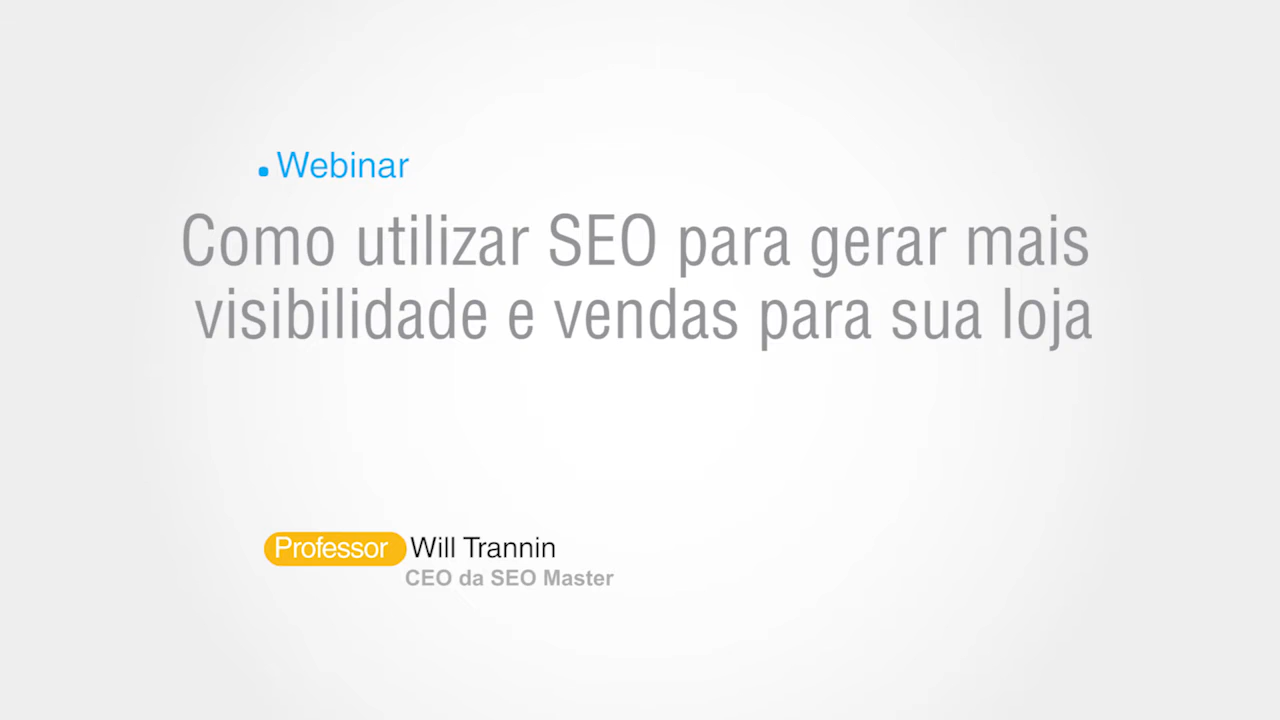 Webinar
Como utilizar SEO para gerar mais
visibilidade e vendas para sua loja
Professor Will Trannin
CEO da SEO Master